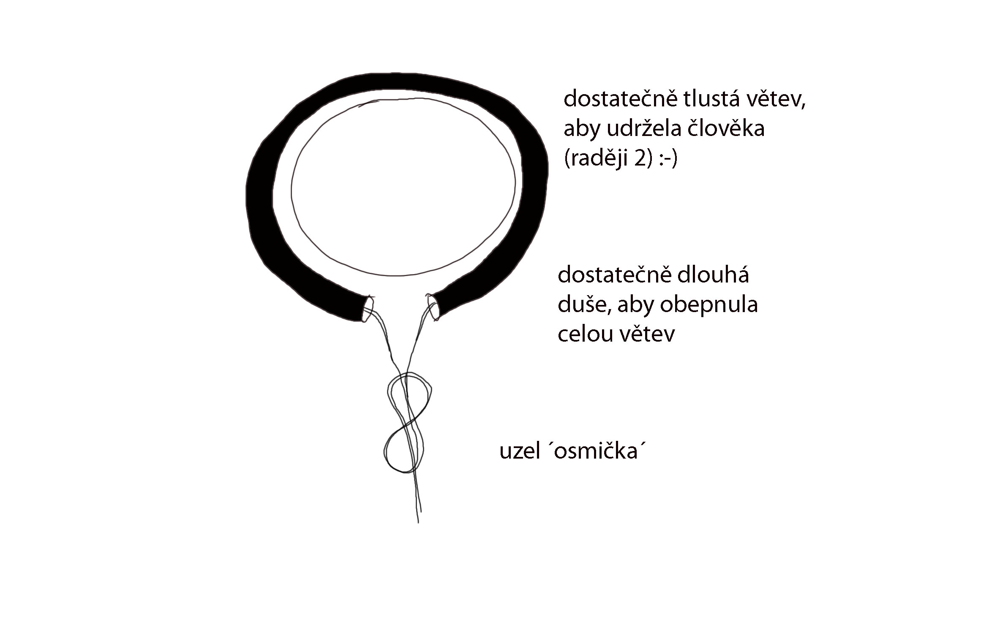 dostatečně tlustá větev,
aby udržela člověka
(raději 2) :-)
dostatečně dlouhá
duše, aby obepnula
celou větev
uzel ´osmička´